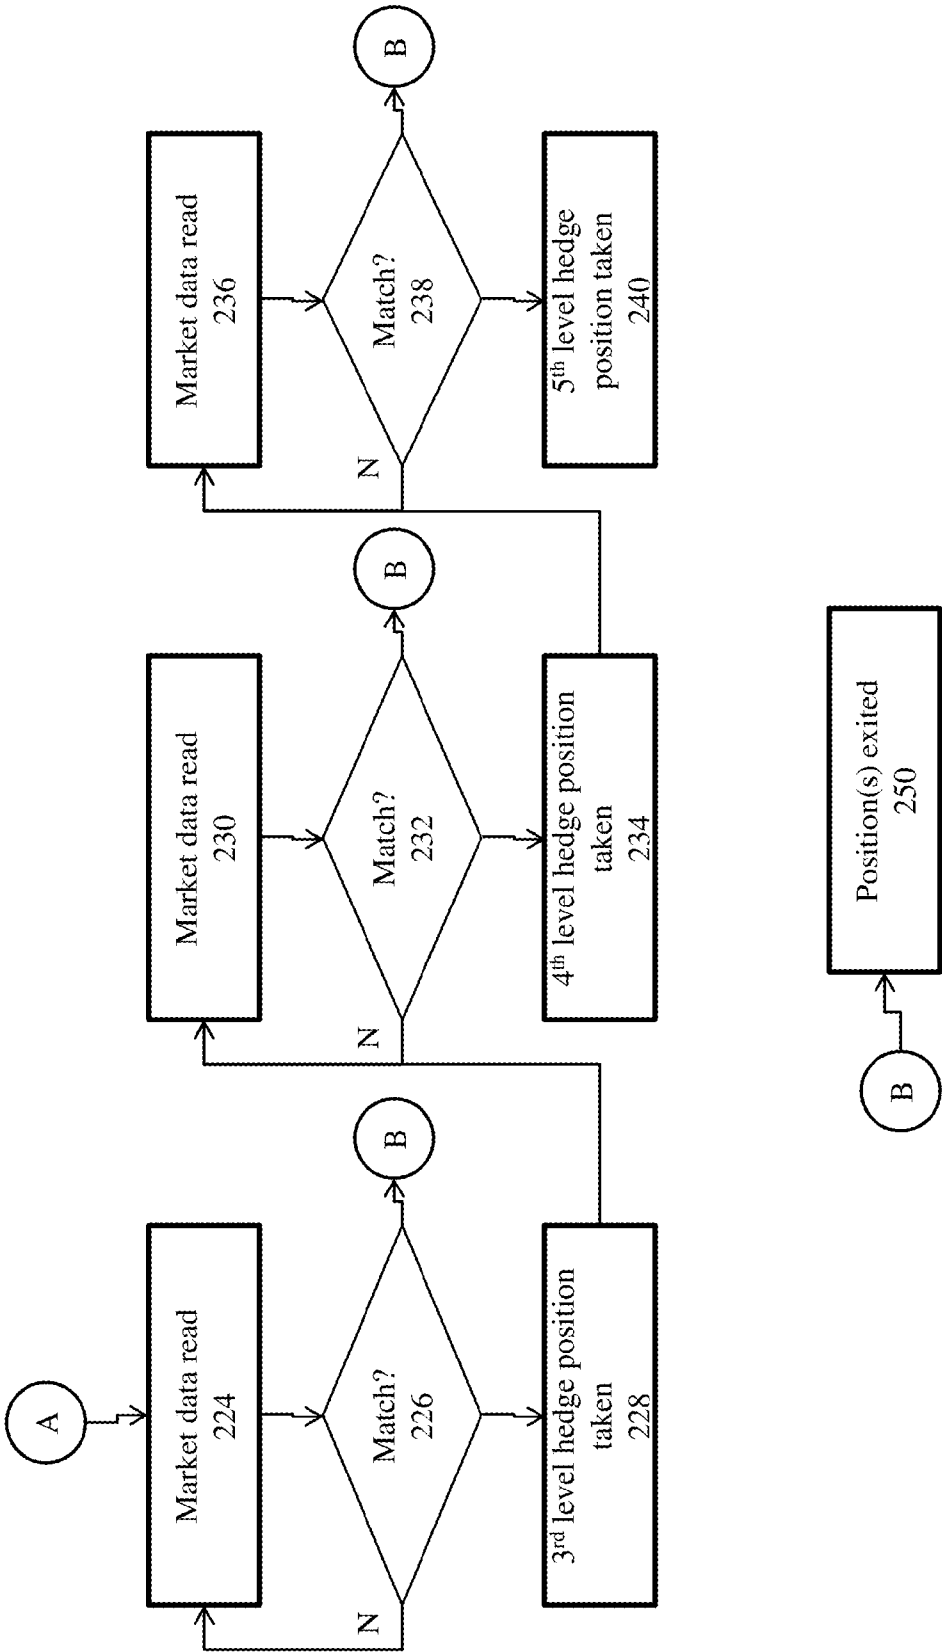 A
Market data read
224
Match?
226
N
B
3rd level hedge position
taken
228
Market data read
230
Match?
232
N
B
4th level hedge position
taken
234
Market data read
236
Match?
238
N
B
5th level hedge
position taken
240
B
Position(s) exited
250